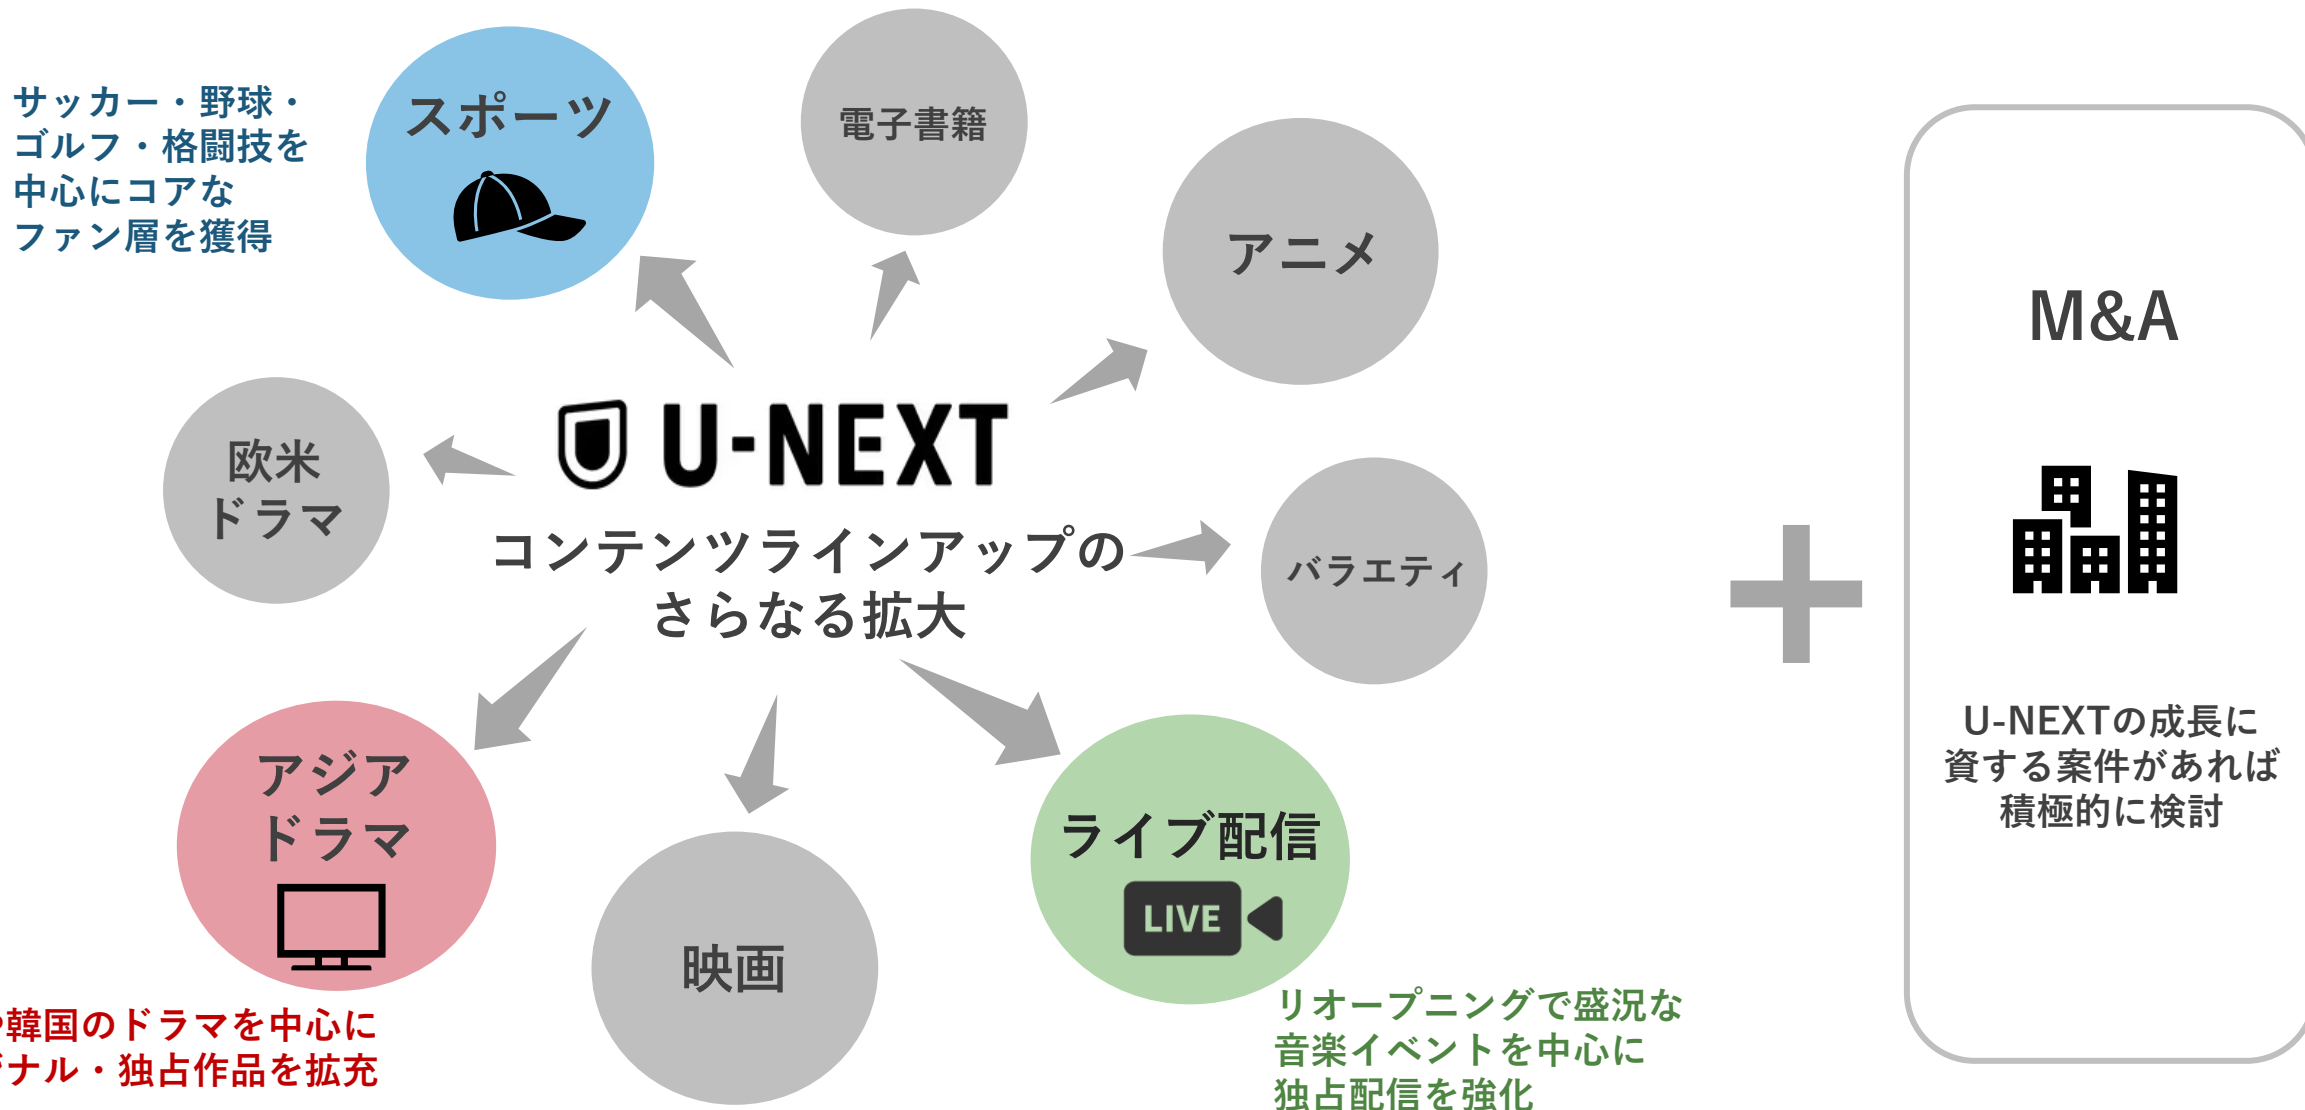 サッカー・野球・
ゴルフ・格闘技を
中心にコアな
ファン層を獲得
スポーツ
電子書籍
アニメ
欧米
ドラマ
U-NEXT
コンテンツラインアップの
さらなる拡大
バラエティ
アジア
ドラマ
韓国のドラマを中心に
ナル・独占作品を拡充
映画
ライブ配信
LIVE
リオープニングで盛況な
音楽イベントを中心に
独占配信を強化
M&A
U-NEXTの成長に
資する案件があれば
積極的に検討